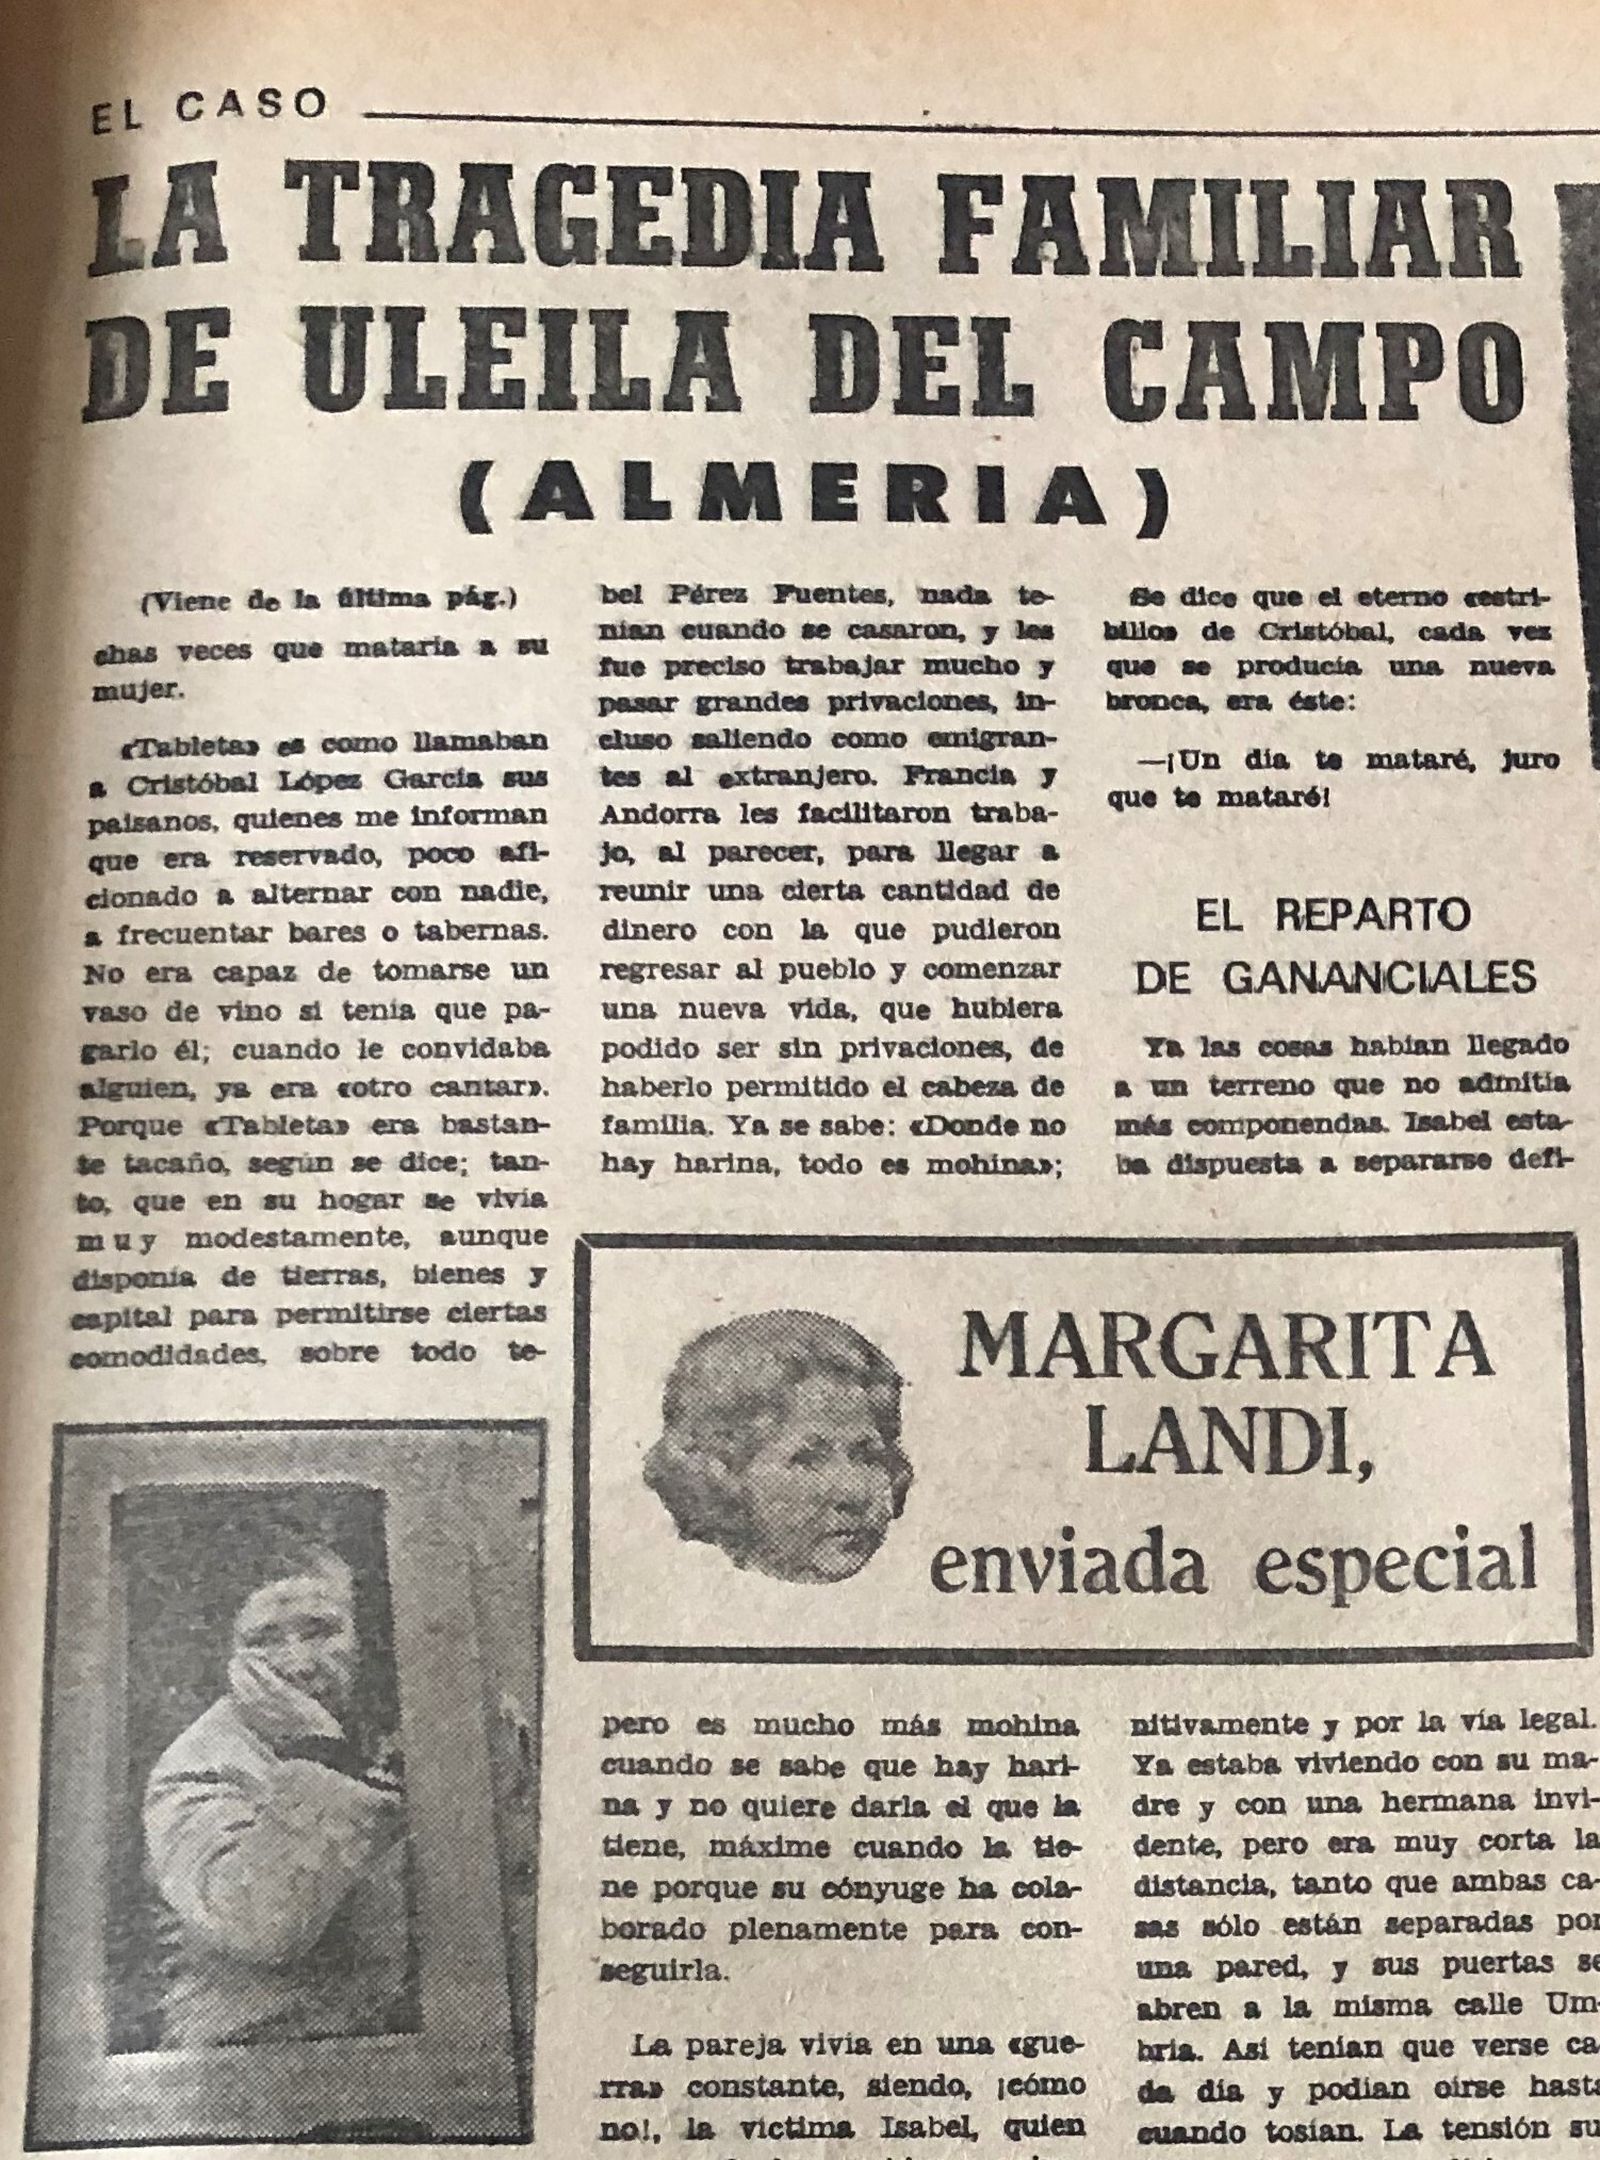 EL CASO
LA TRAGEDIA FAMILIAR
DE ULEILA DEL CAMPO
(ALMERIA)
(Viene de la última pág.)
chas veces que mataría a su
mujer.
«Tableta» es como llamaban
a Cristóbal López García sus
paisanos, quienes me informan
que era reservado, poco afi-
cionado a alternar con nadie,
a frecuentar bares o tabernas.
No era capaz de tomarse un
vaso de vino si tenía que pa-
garlo él; cuando le convidaba
alguien, ya era «otro cantar».
Porque «Tableta» era bastan-
te tacaño, según se dice; tan-
to, que en su hogar se vivía
muy modestamente, aunque
disponía de tierras, bienes y
capital para permitirse ciertas
comodidades, sobre todo te-
bel Pérez Fuentes, nada te-
nían cuando se casaron, y les
fue preciso trabajar mucho y
pasar grandes privaciones, in-
cluso saliendo como emigran-
tes al extranjero. Francia y
Andorra les facilitaron traba-
jo, al parecer, para llegar a
reunir una cierta cantidad de
dinero con la que pudieron
regresar al pueblo y comenzar
una nueva vida, que hubiera
podido ser sin privaciones, de
haberlo permitido el cabeza de
familia. Ya se sabe: «Donde no
hay harina, todo es mohina»;
MARGARITA
LANDI,
enviada especial
pero es mucho más mohina
cuando se sabe que hay hari-
na y no quiere darla el que la
tiene, máxime cuando la tie-
ne porque su cónyuge ha cola-
borado plenamente para con-
seguirla.
La pareja vivía en una «gue-
rra» constante, siendo, ¡cómo
no!, la víctima Isabel, quien
Se dice que el eterno «estri-
billo» de Cristóbal, cada vez
que se producía una nueva
bronca, era éste:
—¡Un día te mataré, juro
que te mataré!
EL REPARTO
DE GANANCIALES
Ya las cosas habían llegado
a un terreno que no admitía
más componendas. Isabel esta-
ba dispuesta a separarse defi-
nitivamente y por la vía legal.
Ya estaba viviendo con su ma-
dre y con una hermana invi-
dente, pero era muy corta la
distancia, tanto que ambas ca-
sas sólo están separadas por
una pared, y sus puertas se
abren a la misma calle Um-
bría. Así tenían que verse ca-
da día y podían oírse hasta
cuando tosían. La tensión su